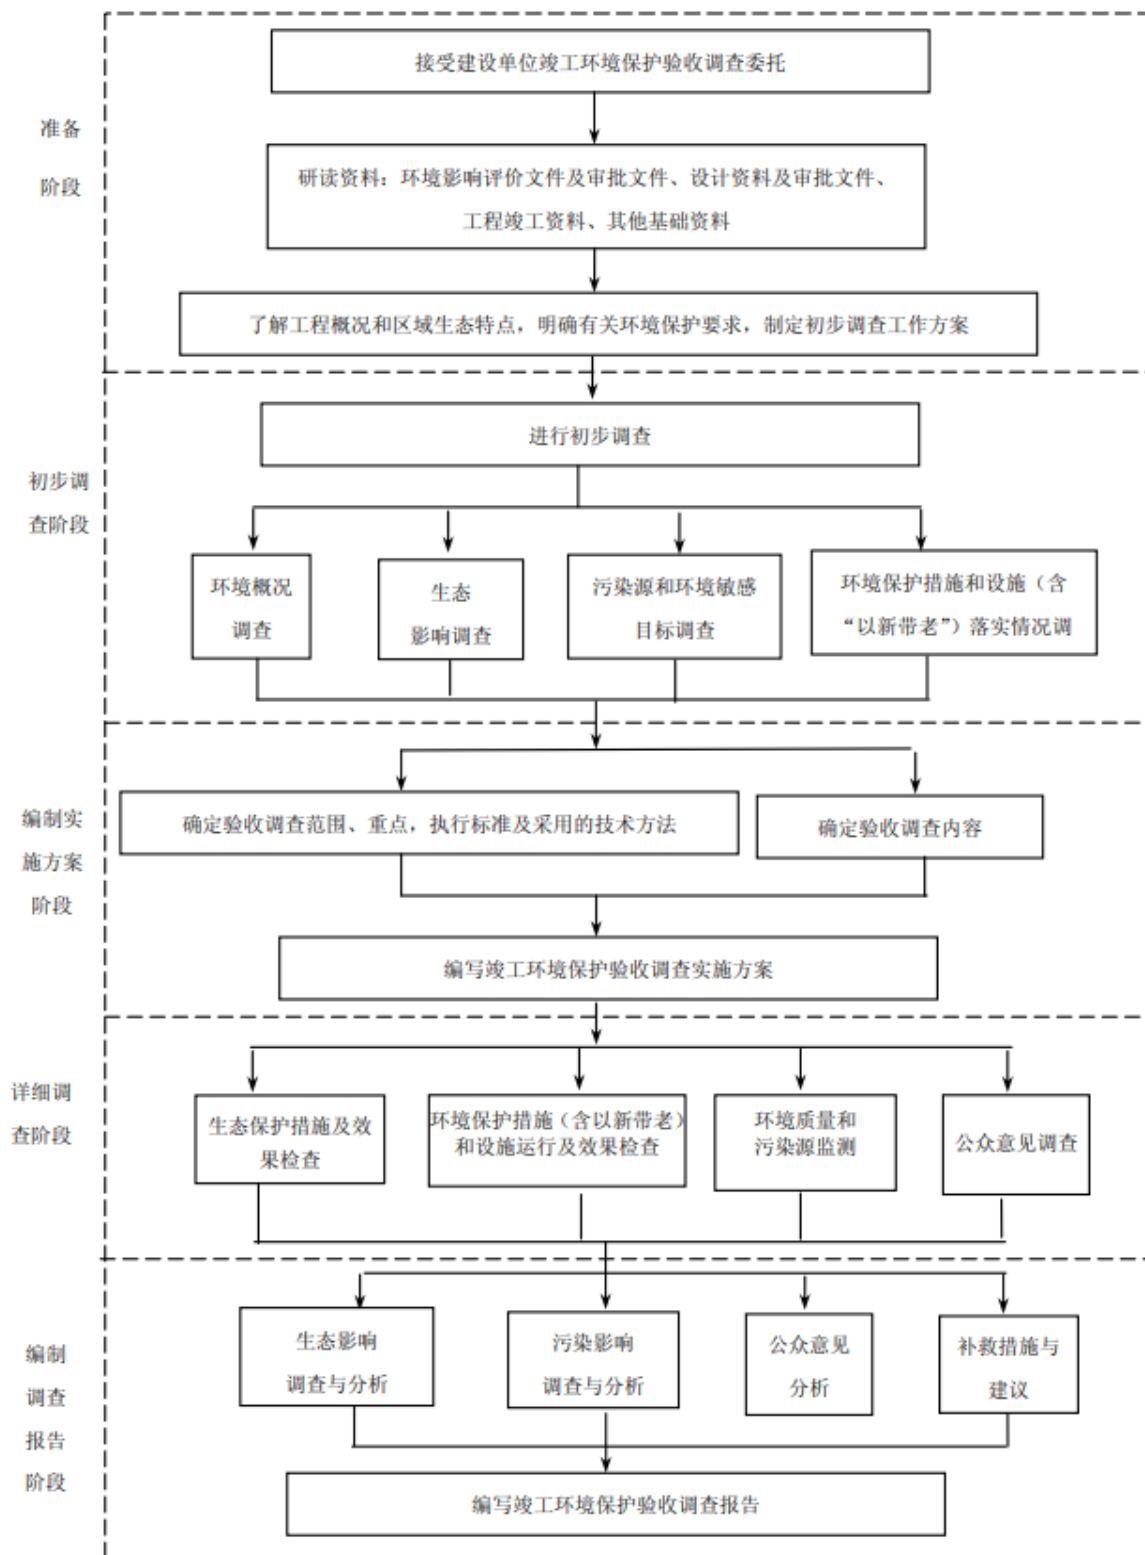 接受建设单位竣工环境保护验收调查委托
准备
阶段
研读资料：环境影响评价文件及审批文件、设计资料及审批文件、
工程竣工资料、其他基础资料
了解工程概况和区域生态特点，明确有关环境保护要求，制定初步调查工作方案
进行初步调查
初步调
查阶段
环境概况
调查
生态
影响调查
污染源和环境敏感
目标调查
环境保护措施和设施（含
“以新带老”）落实情况调
编制实
施方案
阶段
确定验收调查范围、重点，执行标准及采用的技术方法
确定验收调查内容
编写竣工环境保护验收调查实施方案
详细调
查阶段
生态保护措施及效
果检查
环境保护措施（含以新带老）
和设施运行及效果检查
环境质量和
污染源监测
公众意见调查
编制
调查
报告
阶段
生态影响
调查与分析
污染影响
调查与分析
公众意见
分析
补救措施与
建议
编写竣工环境保护验收调查报告